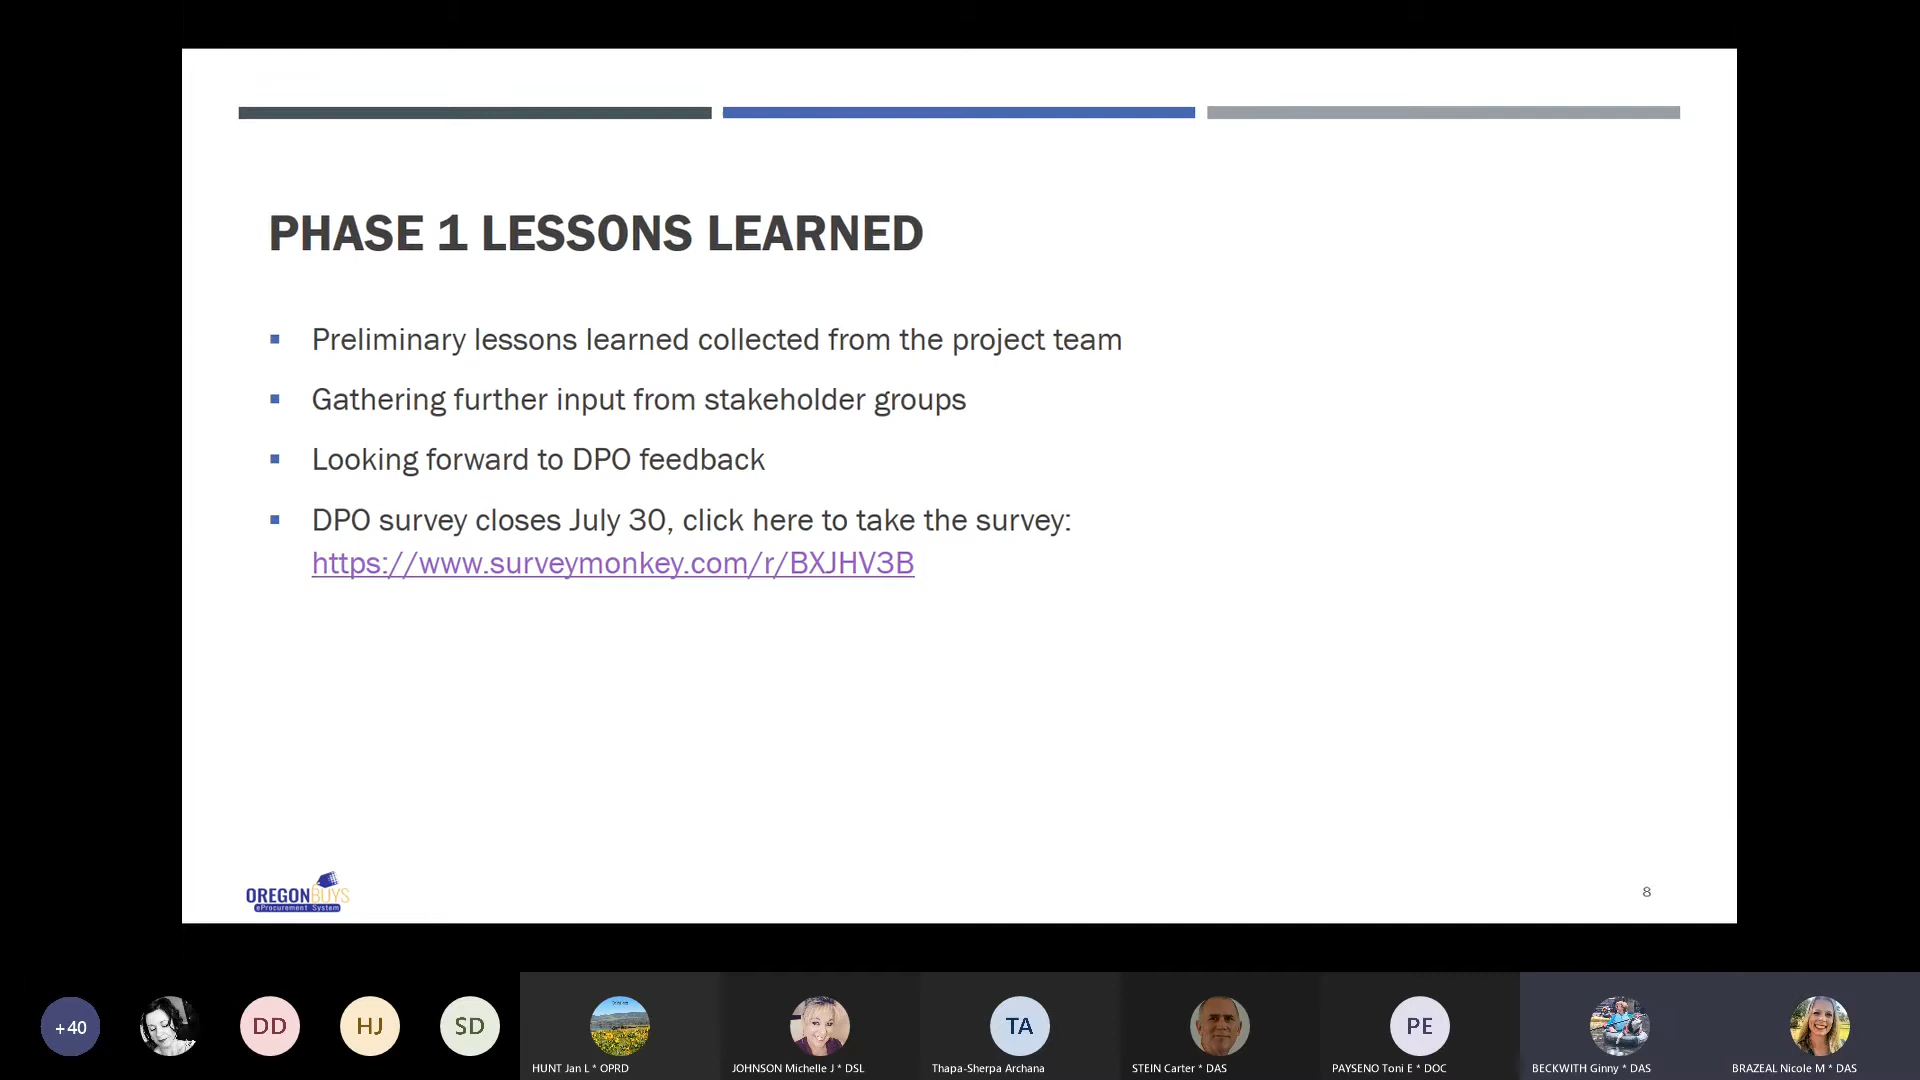 PHASE 1 LESSONS LEARNED
Preliminary lessons learned collected from the project team
Gathering further input from stakeholder groups
Looking forward to DPO feedback
DPO survey closes July 30, click here to take the survey:
https://www.surveymonkey.com/r/BXJHV3B
OREGONBUYS
eProcurement System
8
+40
DD
HJ
SD
TA
PE
HUNT Jan L * OPRD
JOHNSON Michelle J * DSL
Thapa-Sherpa Archana
STEIN Carter * DAS
PAYSENO Toni E * DOC
BECKWITH Ginny * DAS
BRAZEAL Nicole M * DAS